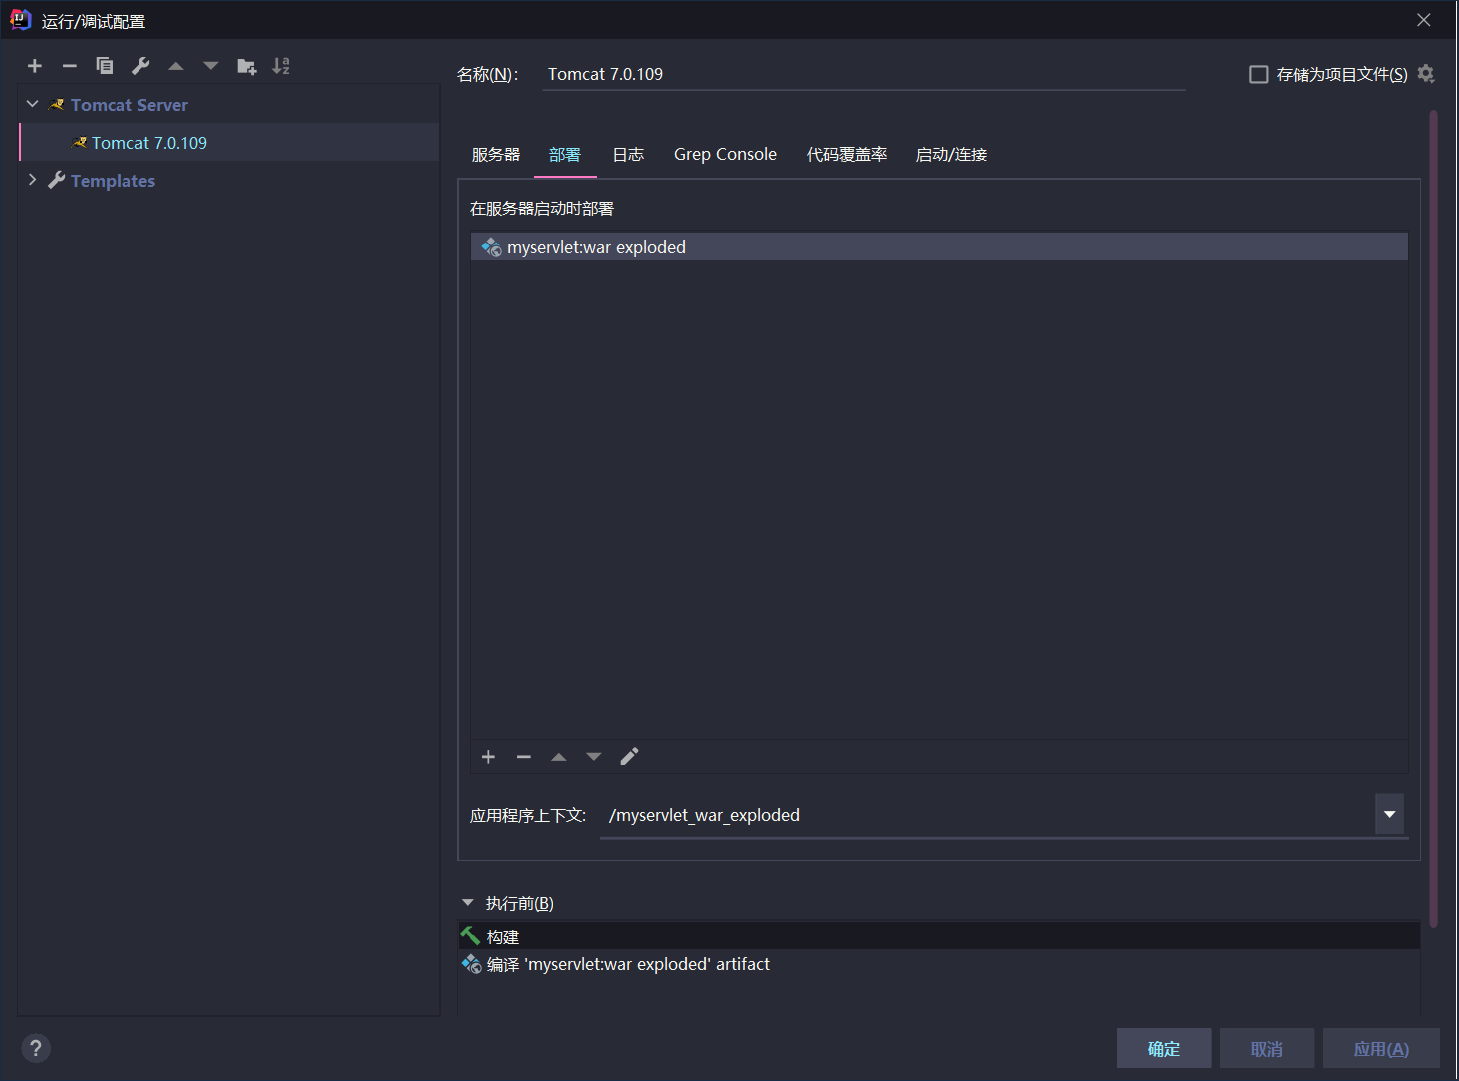 运行/调试配置
Tomcat Server
Tomcat 7.0.109
Templates
名称(N): Tomcat 7.0.109
存储为项目文件(S)
服务器 部署 日志 Grep Console 代码覆盖率 启动/连接
在服务器启动时部署
myservlet:war exploded
应用程序上下文: /myservlet_war_exploded
执行前(B)
构建
编译 'myservlet:war exploded' artifact
?
确定 取消 应用(A)